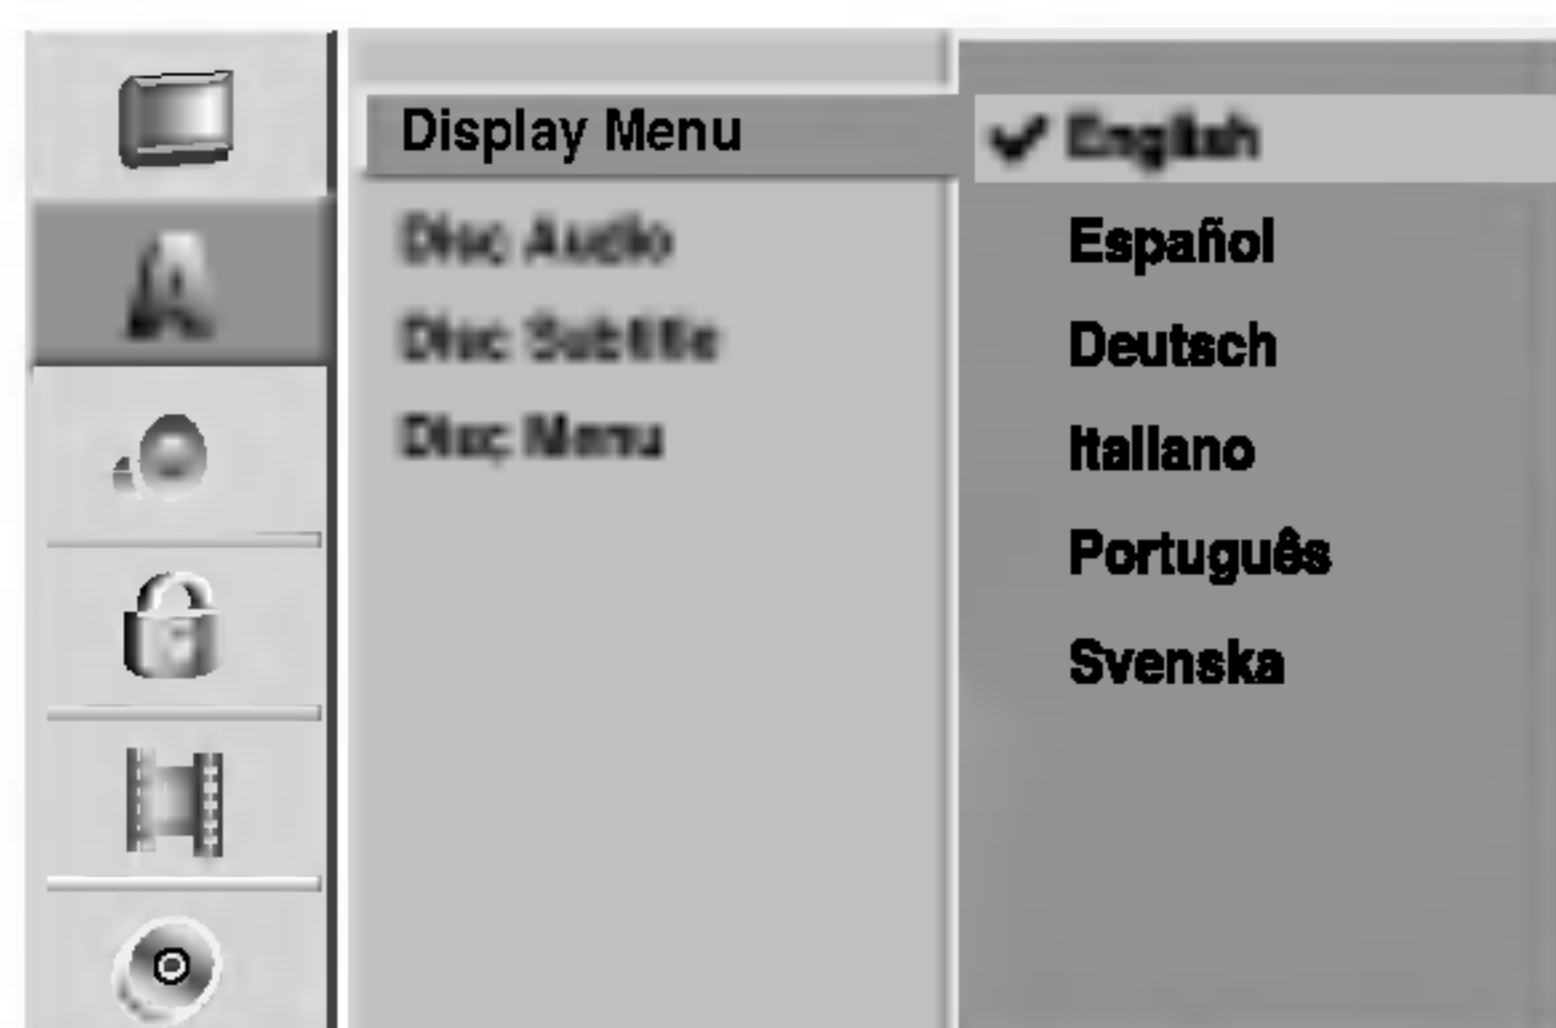 Display Menu
Disc Audio
Disc Subtitle
Disc Menu
English
Español
Deutsch
Italiano
Português
Svenska